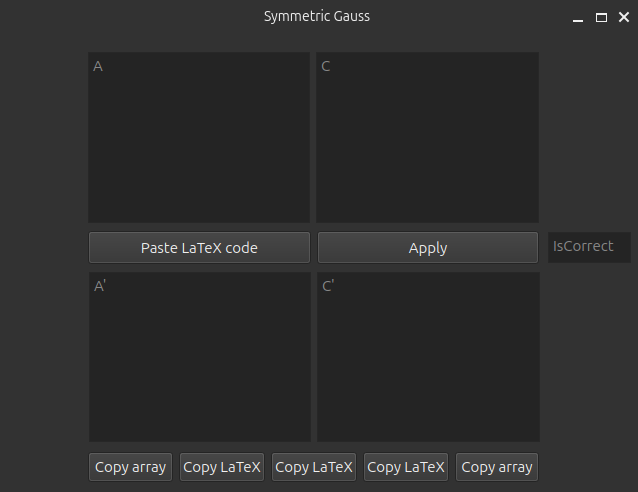 Symmetric Gauss
A C
Paste LaTeX code Apply IsCorrect
A' C'
Copy array Copy LaTeX Copy LaTeX Copy LaTeX Copy array